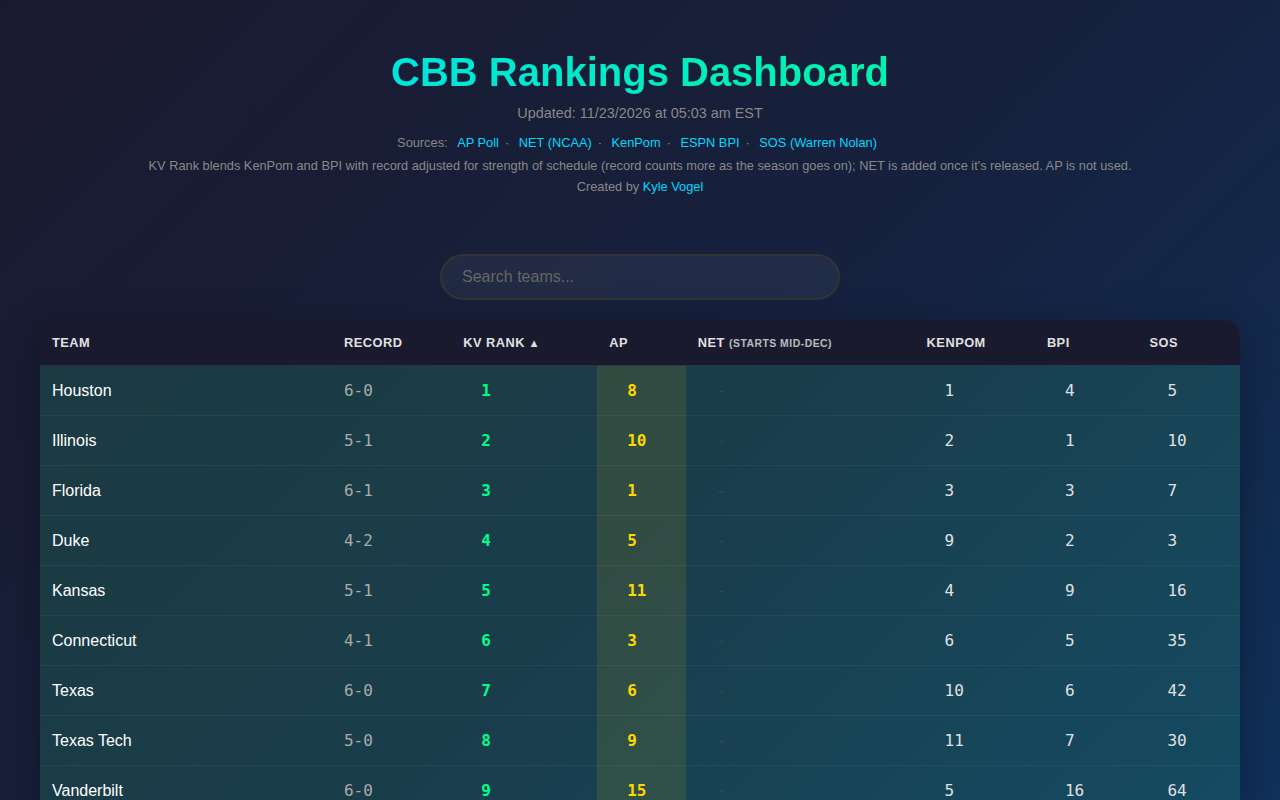 CBB Rankings Dashboard
Updated: 11/23/2026 at 05:03 am EST
Sources: AP Poll · NET (NCAA) · KenPom · ESPN BPI · SOS (Warren Nolan)
KV Rank blends KenPom and BPI with record adjusted for strength of schedule (record counts more as the season goes on); NET is added once it's released. AP is not used.
Created by Kyle Vogel
Search teams...
TEAM RECORD KV RANK ▲ AP NET (STARTS MID-DEC) KENPOM BPI SOS
Houston 6-0 1 8 - 1 4 5
Illinois 5-1 2 10 - 2 1 10
Florida 6-1 3 1 - 3 3 7
Duke 4-2 4 5 - 9 2 3
Kansas 5-1 5 11 - 4 9 16
Connecticut 4-1 6 3 - 6 5 35
Texas 6-0 7 6 - 10 6 42
Texas Tech 5-0 8 9 - 11 7 30
Vanderbilt 6-0 9 15 - 5 16 64